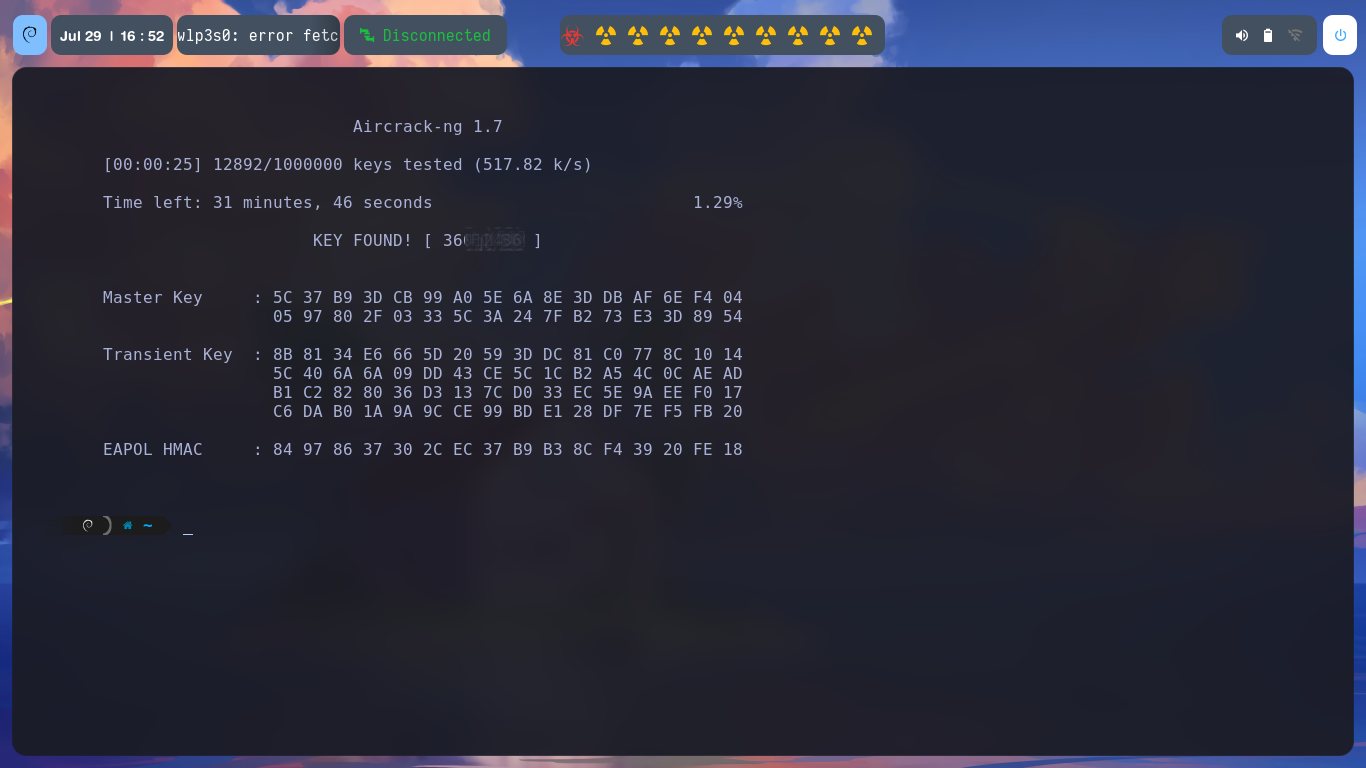 Jul 29 | 16 : 52
wlp3s0: error fetc
Disconnected
Aircrack-ng 1.7
[00:00:25] 12892/1000000 keys tested (517.82 k/s)
Time left: 31 minutes, 46 seconds 1.29%
KEY FOUND! [ 36 ]
Master Key : 5C 37 B9 3D CB 99 A0 5E 6A 8E 3D DB AF 6E F4 04
05 97 80 2F 03 33 5C 3A 24 7F B2 73 E3 3D 89 54
Transient Key : 8B 81 34 E6 66 5D 20 59 3D DC 81 C0 77 8C 10 14
5C 40 6A 6A 09 DD 43 CE 5C 1C B2 A5 4C 0C AE AD
B1 C2 82 80 36 D3 13 7C D0 33 EC 5E 9A EE F0 17
C6 DA B0 1A 9A 9C CE 99 BD E1 28 DF 7E F5 FB 20
EAPOL HMAC : 84 97 86 37 30 2C EC 37 B9 B3 8C F4 39 20 FE 18
~ _